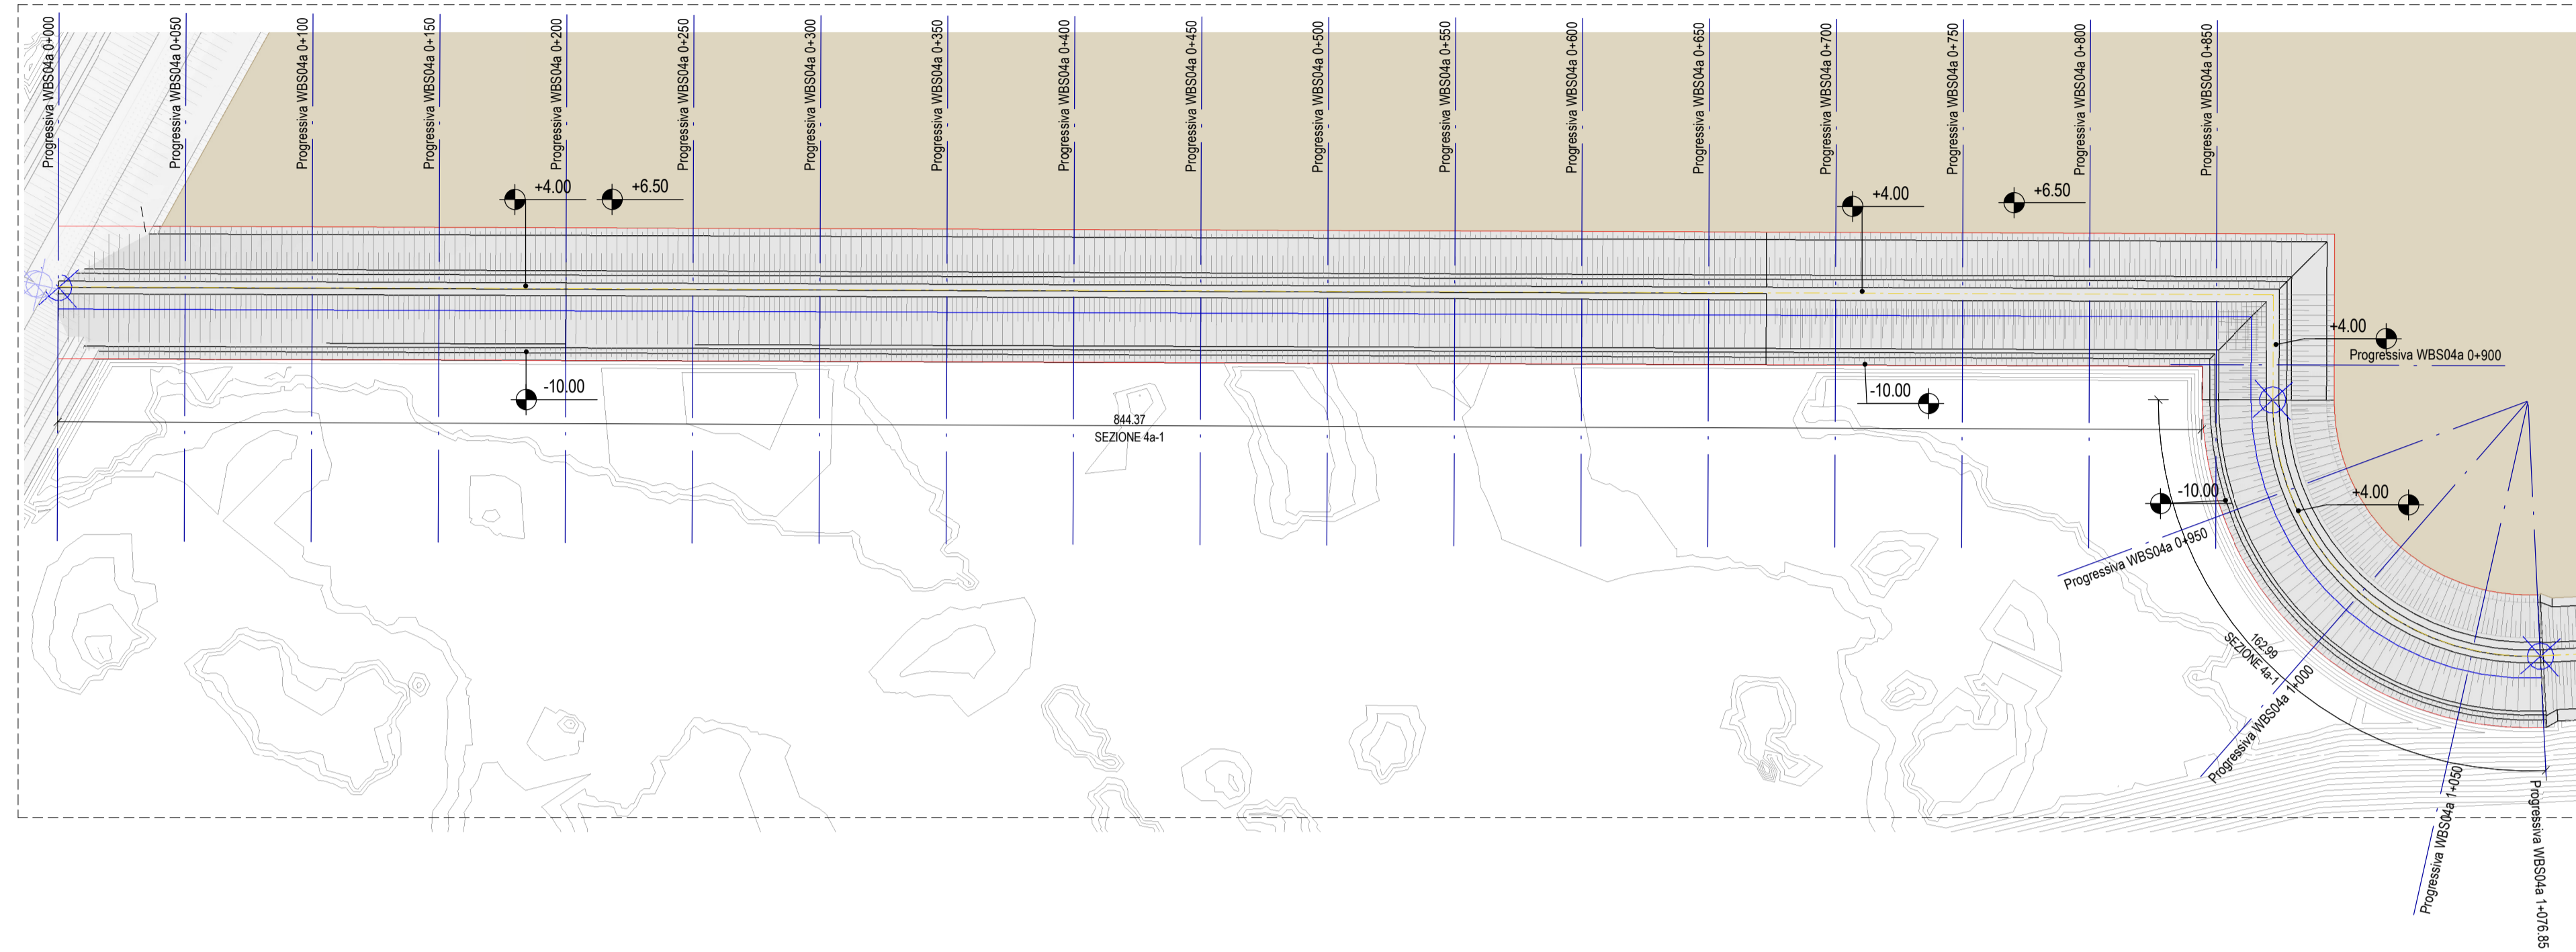 Progressiva WBS04a 0+000
Progressiva WBS04a 0+050
Progressiva WBS04a 0+100
Progressiva WBS04a 0+150
Progressiva WBS04a 0+200
Progressiva WBS04a 0+250
Progressiva WBS04a 0+300
Progressiva WBS04a 0+350
Progressiva WBS04a 0+400
Progressiva WBS04a 0+450
Progressiva WBS04a 0+500
Progressiva WBS04a 0+550
Progressiva WBS04a 0+600
Progressiva WBS04a 0+650
Progressiva WBS04a 0+700
Progressiva WBS04a 0+750
Progressiva WBS04a 0+800
Progressiva WBS04a 0+850
+4.00
+6.50
+4.00
+6.50
+4.00
Progressiva WBS04a 0+900
-10.00
-10.00
844.37
SEZIONE 4a-1
-10.00
+4.00
Progressiva WBS04a 0+950
162.99
SEZIONE 4a-1
Progressiva WBS04a 1+000
Progressiva WBS04a 1+050
Progressiva WBS04a 1+076.85